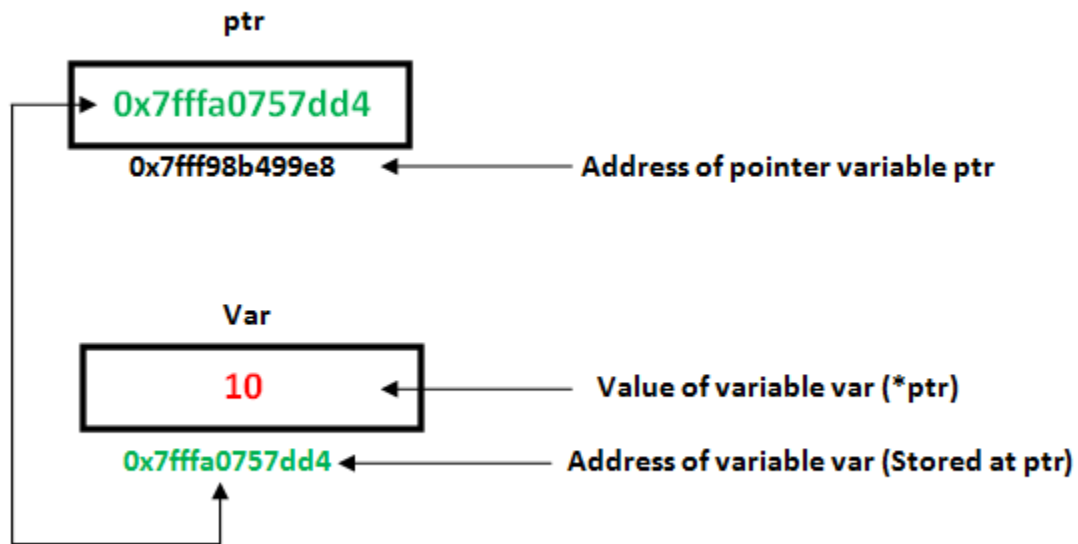 ptr
0x7fffa0757dd4
0x7fff98b499e8
Address of pointer variable ptr
Var
10
Value of variable var (*ptr)
0x7fffa0757dd4
Address of variable var (Stored at ptr)